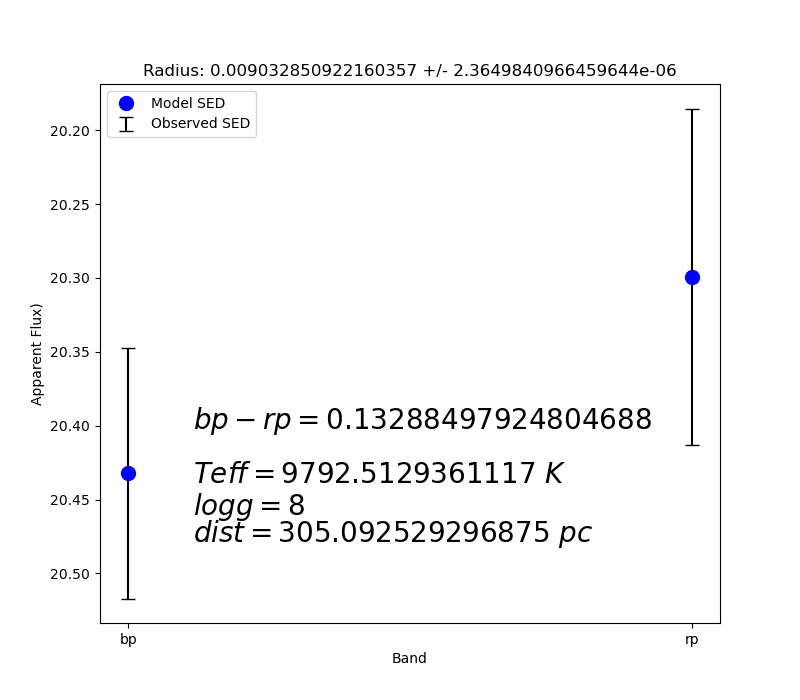 Radius: 0.009032850922160357 +/- 2.3649840966459644e-06
Model SED
Observed SED
20.20
20.25
20.30
20.35
20.40
20.45
20.50
Apparent Flux)
bp − rp = 0.13288497924804688
Teff = 9792.5129361117 K
logg = 8
dist = 305.092529296875 pc
bp
rp
Band